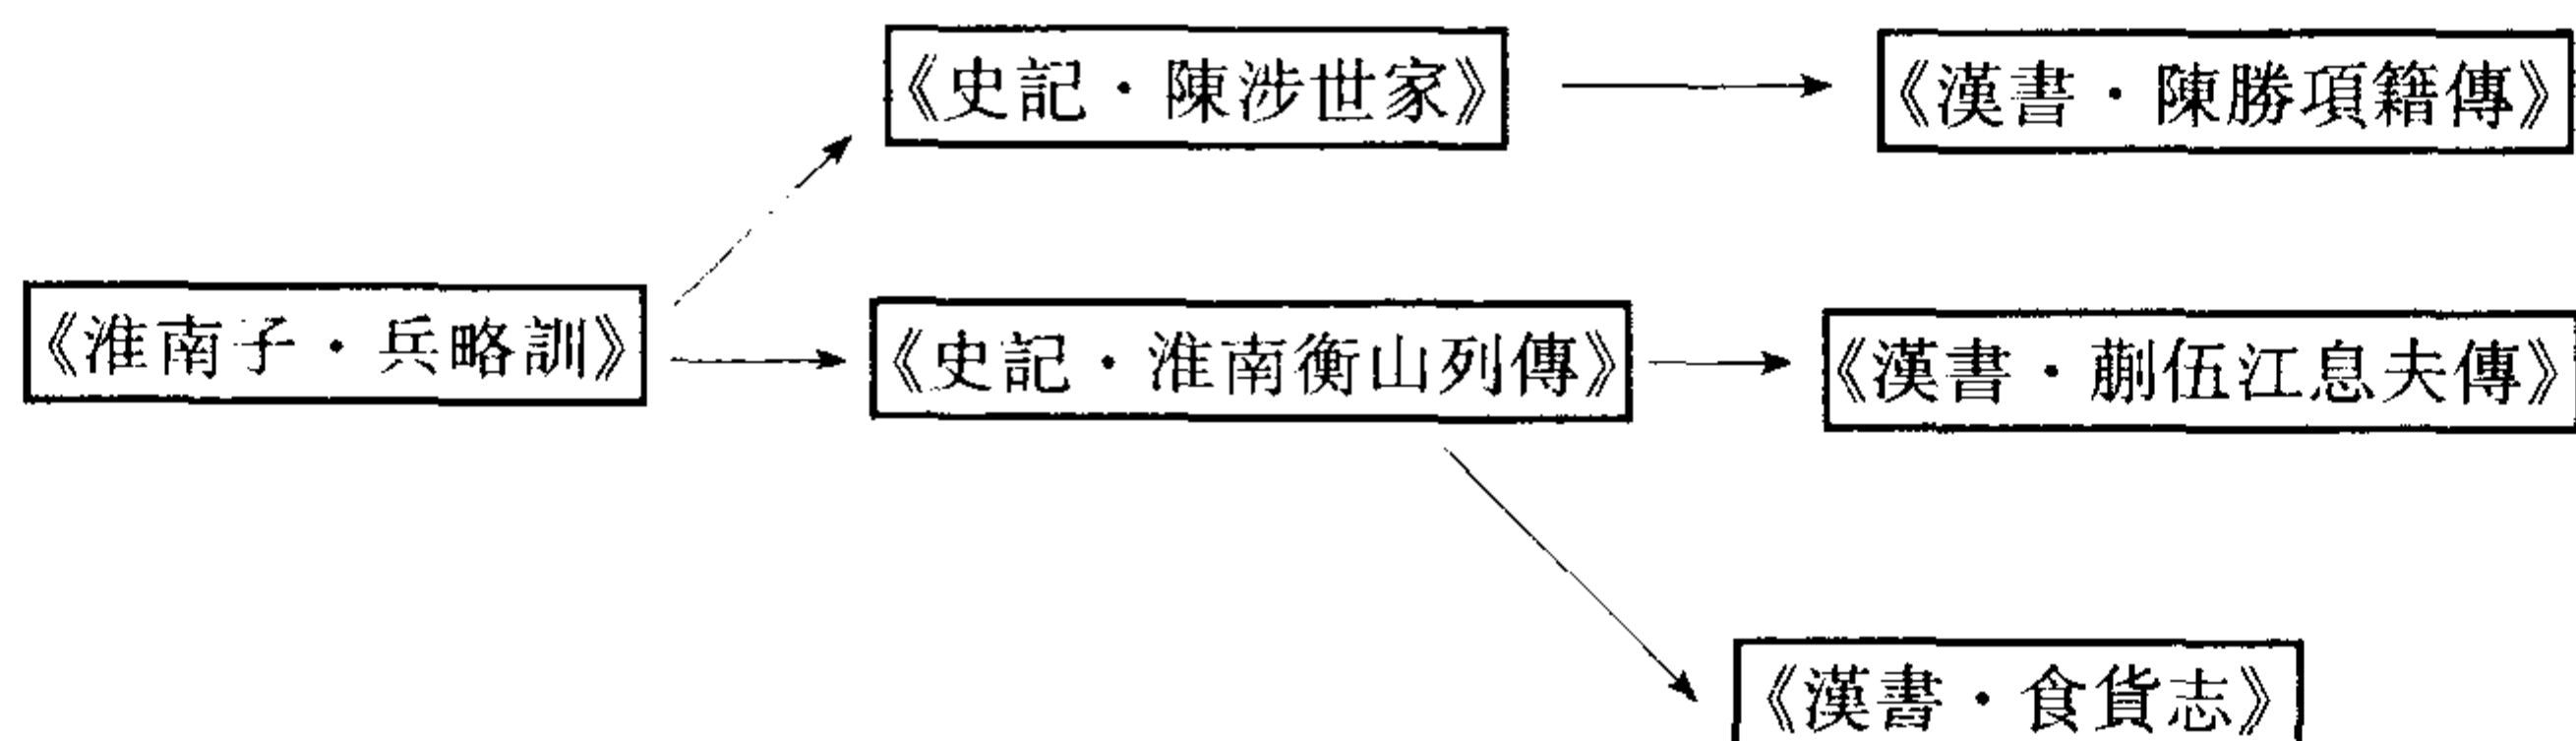 《史記·陳涉世家》
《漢書·陳勝項籍傳》
《淮南子·兵略訓》
《史記·淮南衡山列傳》
《漢書·蒯伍江息夫傳》
《漢書·食貨志》